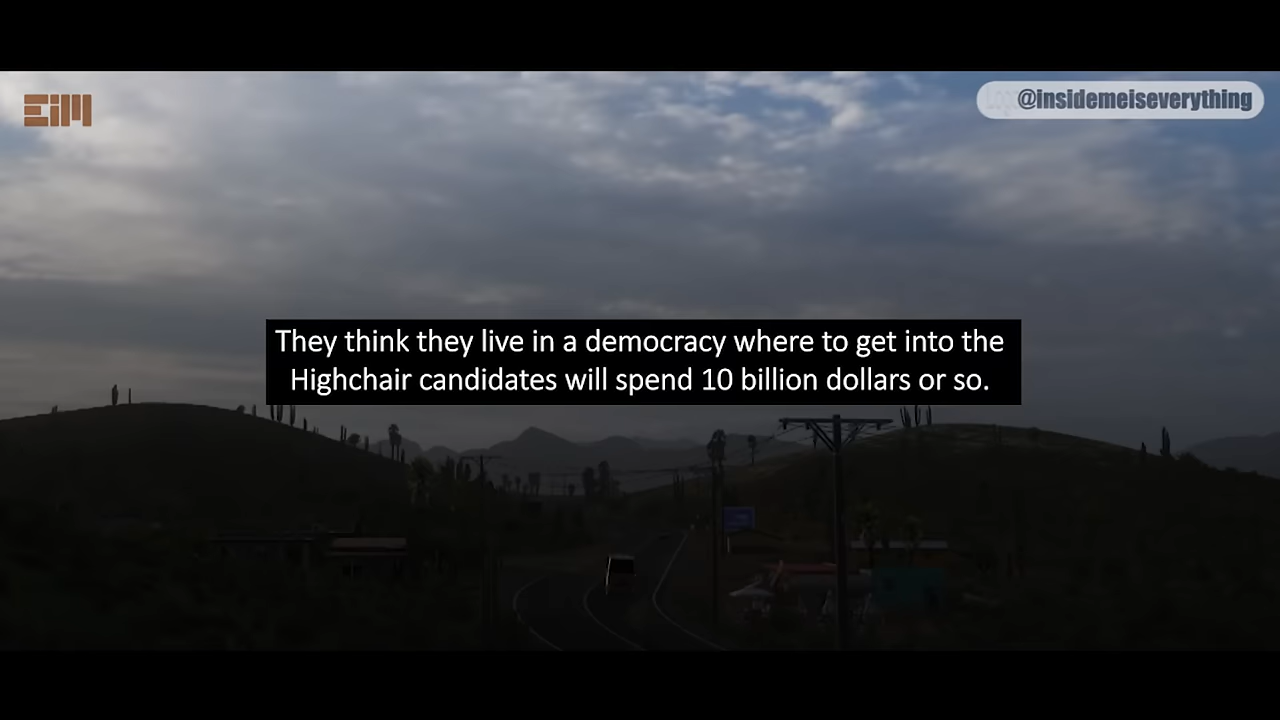 EiM
@insidemeiseverything
They think they live in a democracy where to get into the
Highchair candidates will spend 10 billion dollars or so.